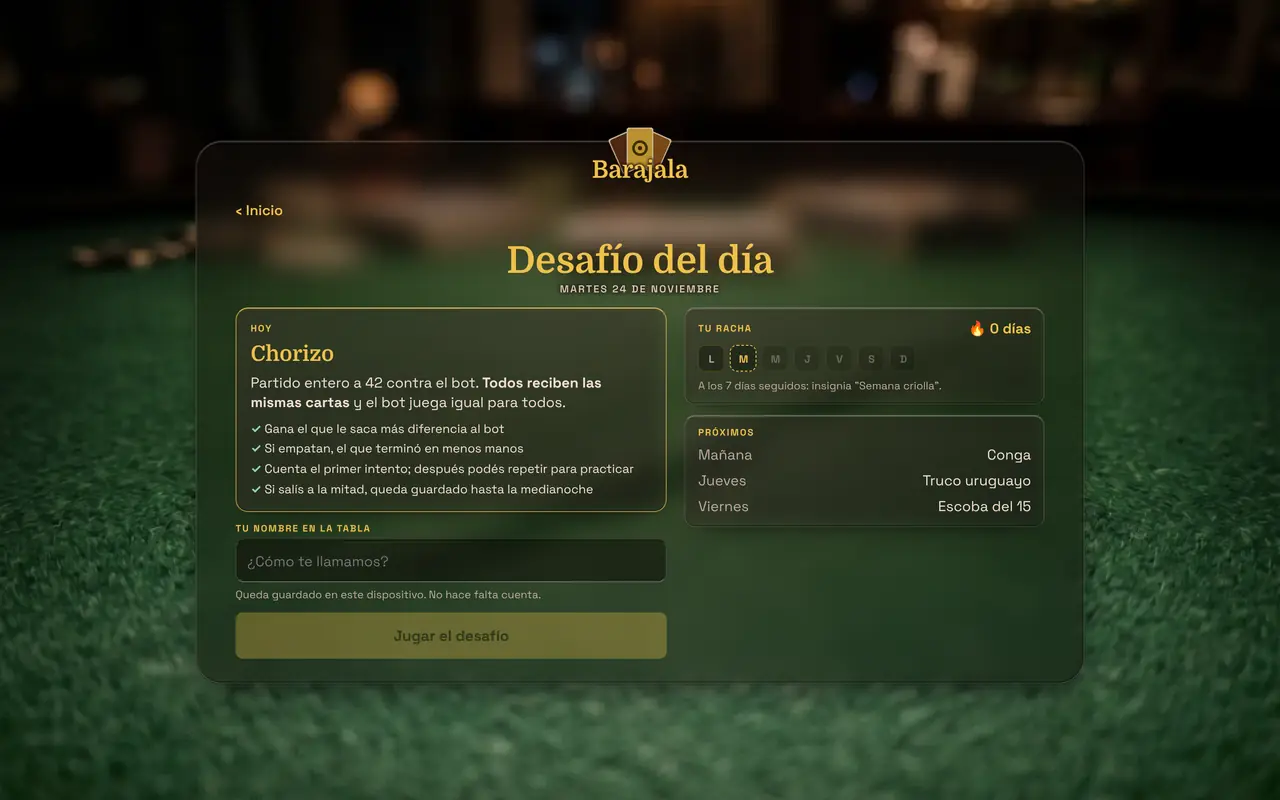 Barajala
< Inicio
Desafío del día
MARTES 24 DE NOVIEMBRE
HOY
Chorizo
Partido entero a 42 contra el bot. Todos reciben las
mismas cartas y el bot juega igual para todos.
✓ Gana el que le saca más diferencia al bot
✓ Si empatan, el que terminó en menos manos
✓ Cuenta el primer intento; después podés repetir para practicar
✓ Si salís a la mitad, queda guardado hasta la medianoche
TU NOMBRE EN LA TABLA
¿Cómo te llamamos?
Queda guardado en este dispositivo. No hace falta cuenta.
Jugar el desafío
TU RACHA
🔥 0 días
L M M J V S D
A los 7 días seguidos: insignia "Semana criolla".
PRÓXIMOS
Mañana Conga
Jueves Truco uruguayo
Viernes Escoba del 15